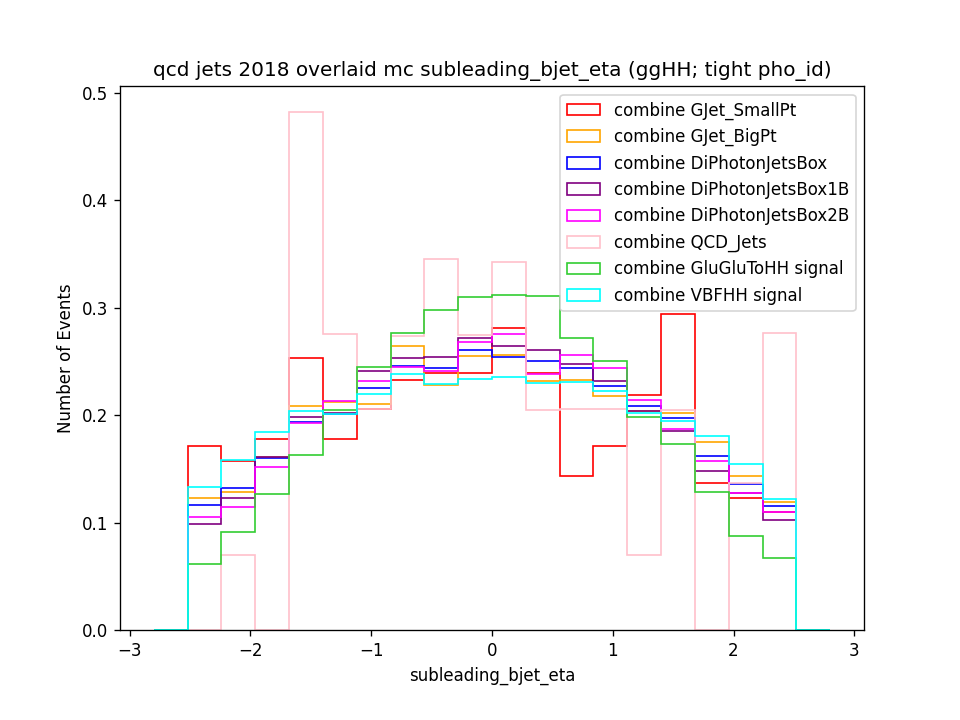 qcd jets 2018 overlaid mc subleading_bjet_eta (ggHH; tight pho_id)
0.5
0.4
0.3
0.2
0.1
0.0
Number of Events
combine GJet_SmallPt
combine GJet_BigPt
combine DiPhotonJetsBox
combine DiPhotonJetsBox1B
combine DiPhotonJetsBox2B
combine QCD_Jets
combine GluGluToHH signal
combine VBFHH signal
−3 −2 −1 0 1 2 3
subleading_bjet_eta